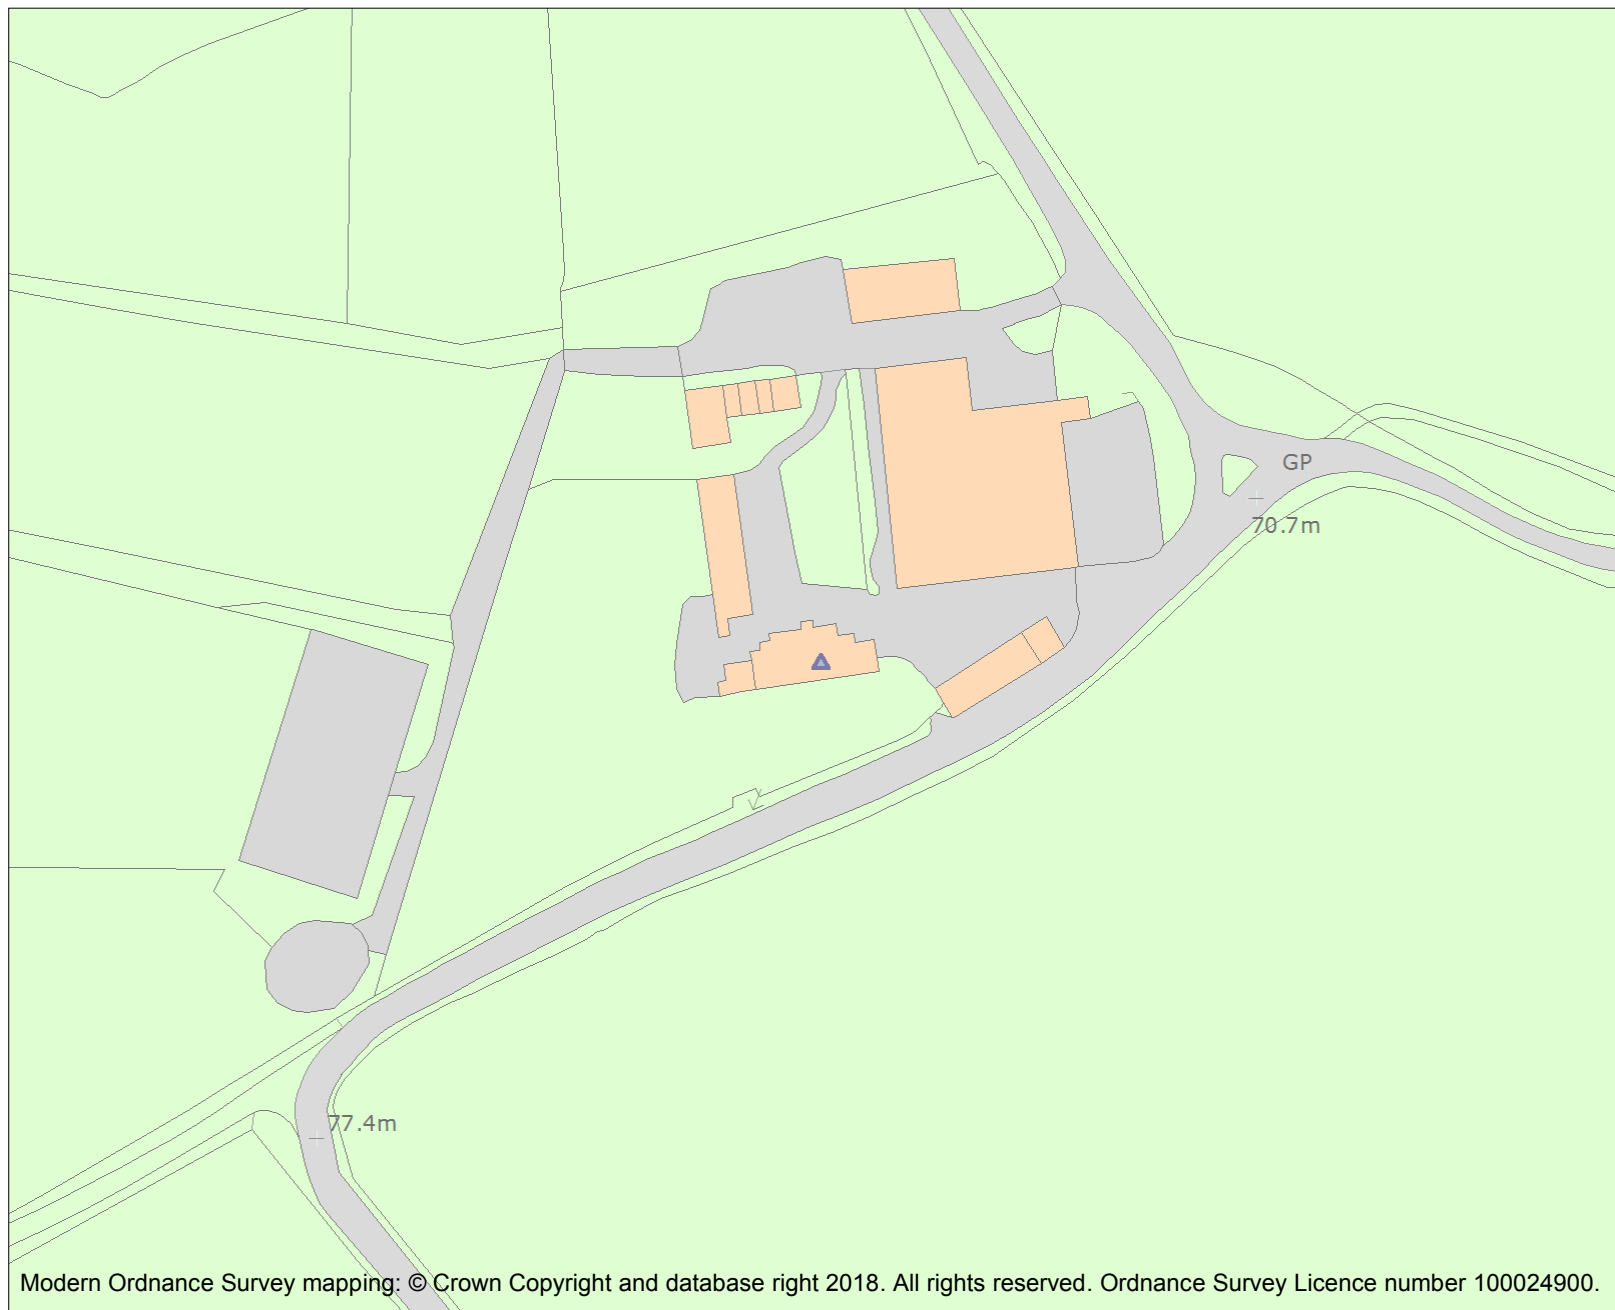 GP
70.7m
77.4m
Modern Ordnance Survey mapping: © Crown Copyright and database right 2018. All rights reserved. Ordnance Survey Licence number 100024900.